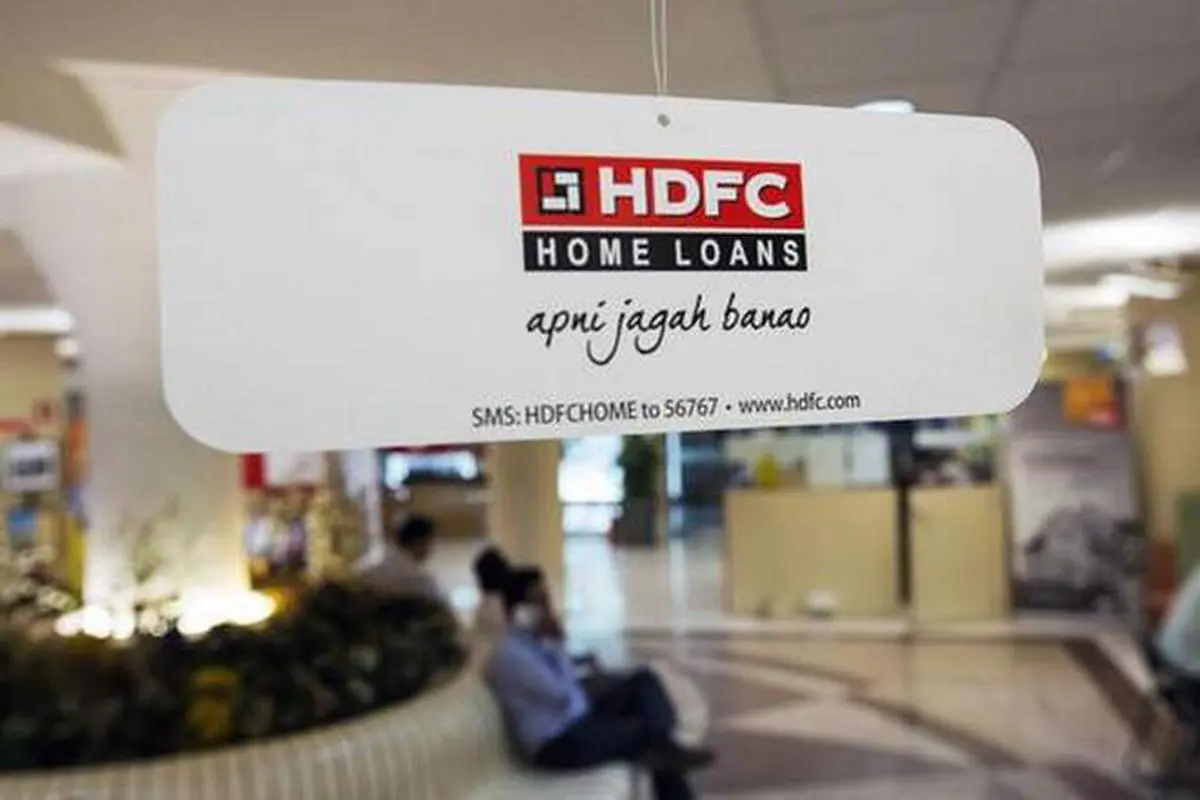 HDFC
HOME LOANS
apni jagah banao
SMS: HDFCHOME to 56767 • www.hdfc.com